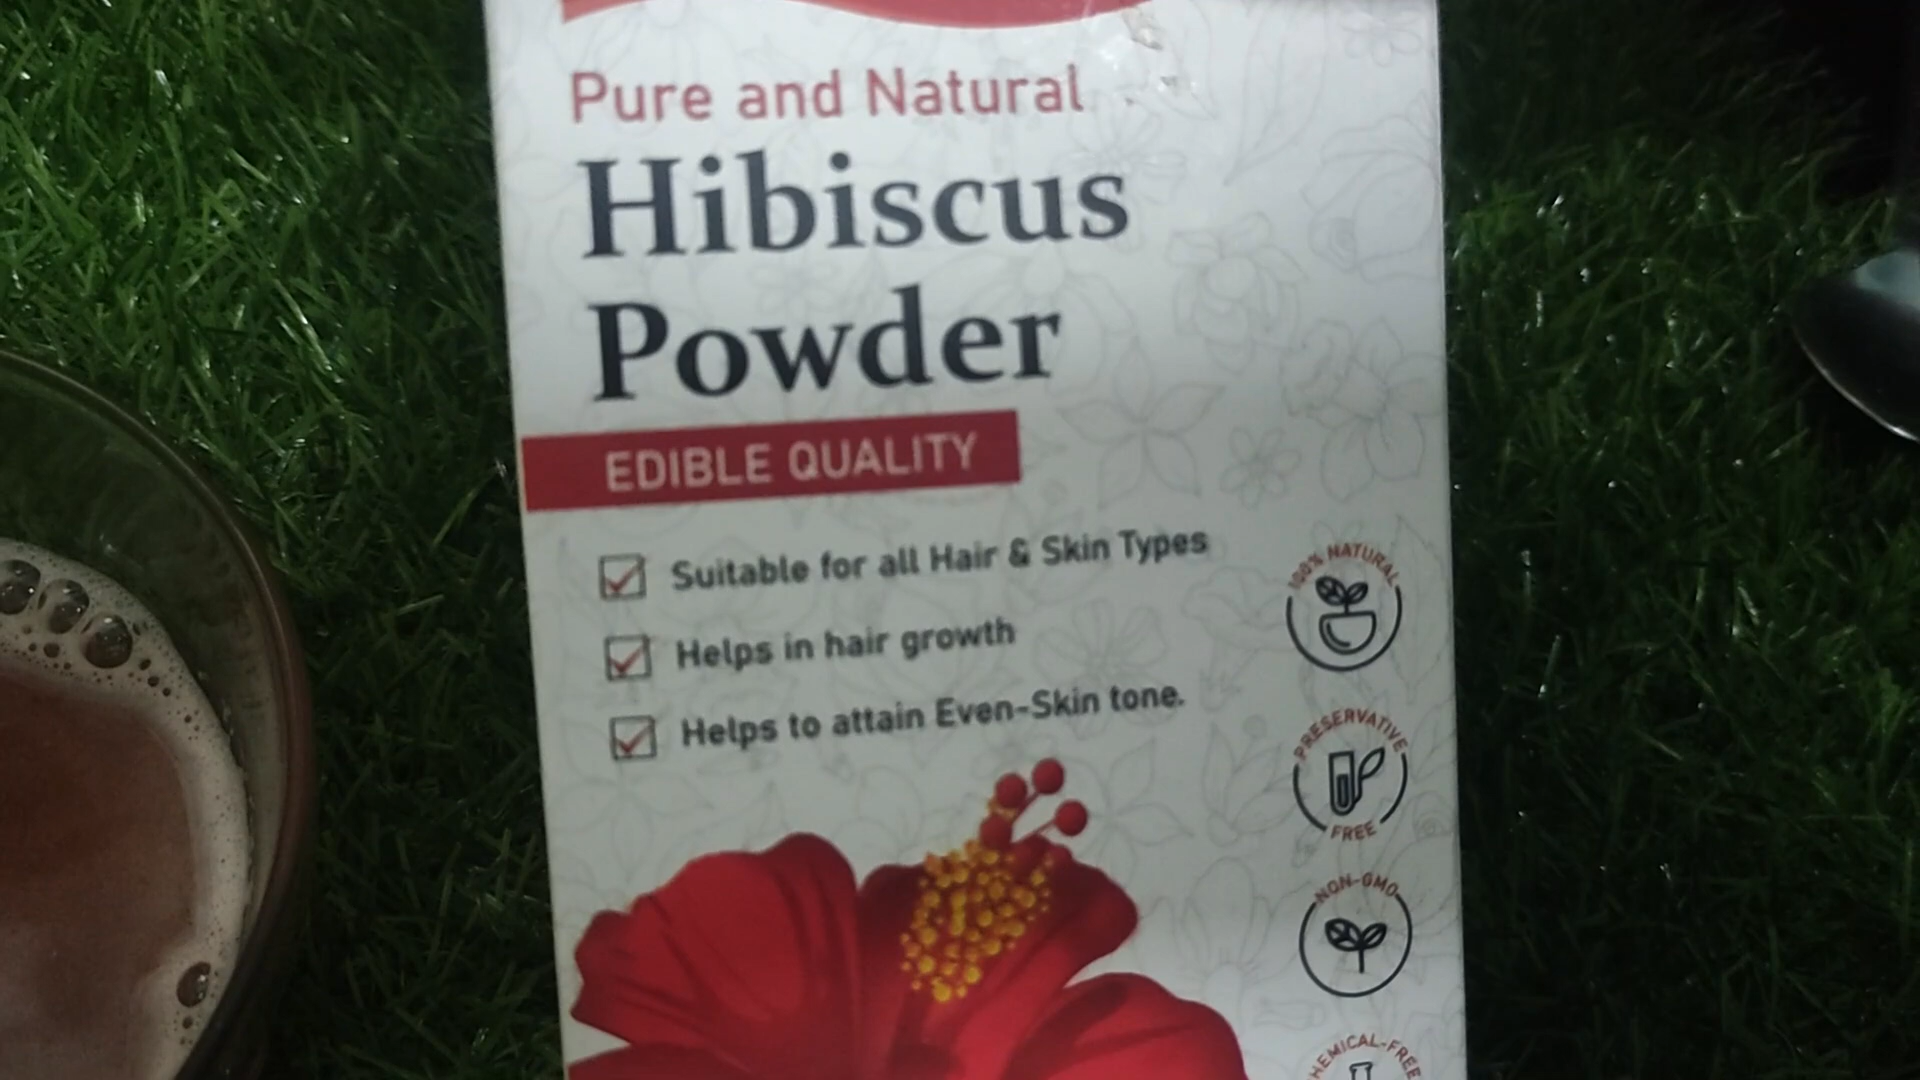 Pure and Natural
Hibiscus
Powder
EDIBLE QUALITY
Suitable for all Hair & Skin Types
Helps in hair growth
Helps to attain Even-Skin tone.
100% NATURAL
PRESERVATIVE
FREE
NON-GMO
HEMICAL-FREE